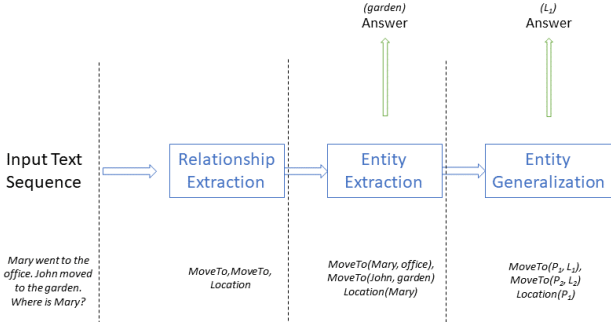 (garden)
Answer
(L₁)
Answer
Input Text
Sequence
Relationship
Extraction
Entity
Extraction
Entity
Generalization
Mary went to the
office. John moved
to the garden.
Where is Mary?
MoveTo,MoveTo,
Location
MoveTo(Mary, office),
MoveTo(John, garden)
Location(Mary)
MoveTo(P₁, L₁),
MoveTo(P₂, L₂)
Location(P₁)